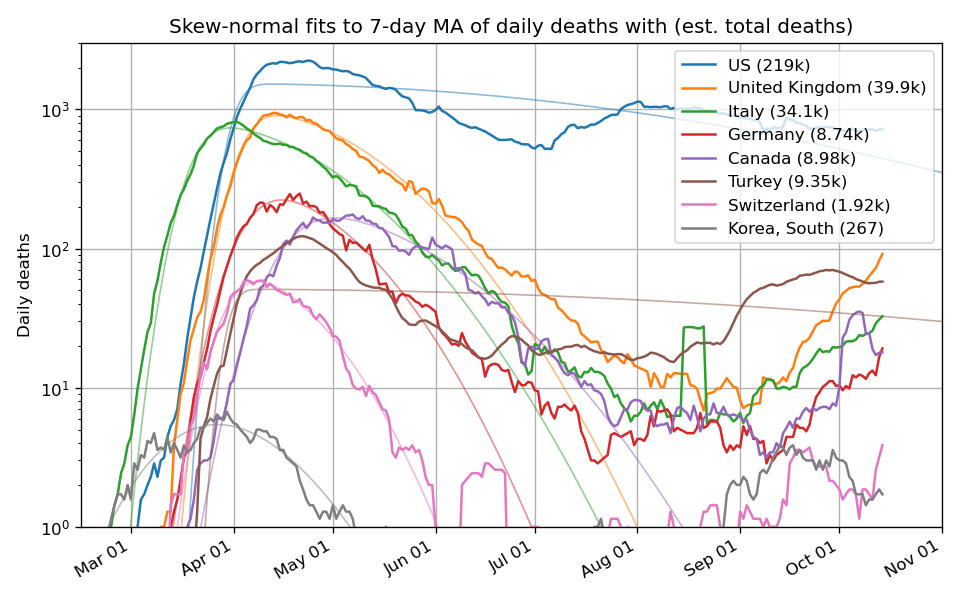 Skew-normal fits to 7-day MA of daily deaths with (est. total deaths)
Daily deaths
10³
10²
10¹
10⁰
US (219k)
United Kingdom (39.9k)
Italy (34.1k)
Germany (8.74k)
Canada (8.98k)
Turkey (9.35k)
Switzerland (1.92k)
Korea, South (267)
Mar 01
Apr 01
May 01
Jun 01
Jul 01
Aug 01
Sep 01
Oct 01
Nov 01